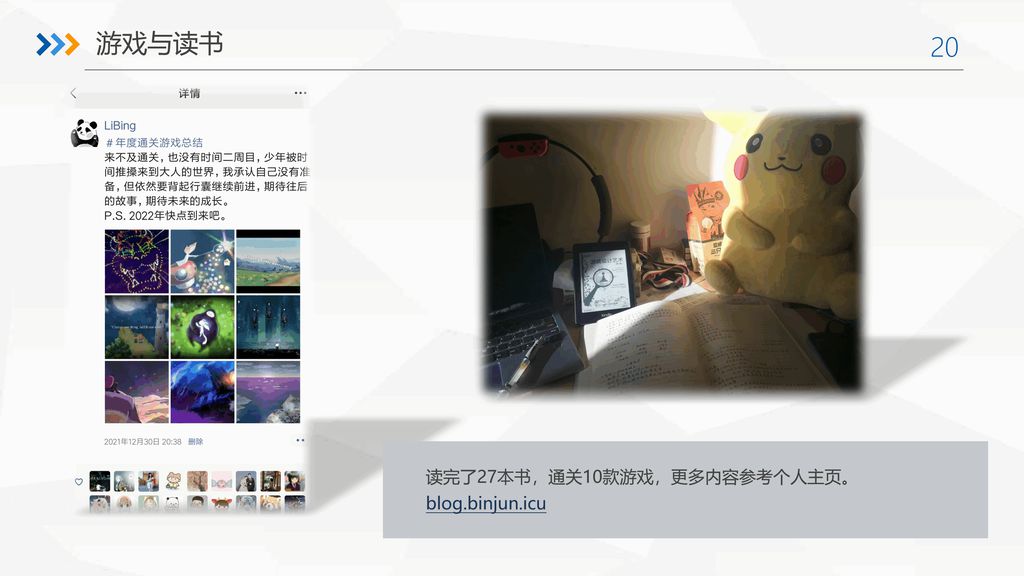 游戏与读书
20
详情
LiBing
#年度通关游戏总结
来不及通关，也没有时间二周目，少年被时
间推搡来到大人的世界，我承认自己没有准
备，但依然要背起行囊继续前进，期待往后
的故事，期待未来的成长。
P.S. 2022年快点到来吧。
2021年12月30日 20:38 删除
读完了27本书，通关10款游戏，更多内容参考个人主页。
blog.binjun.icu